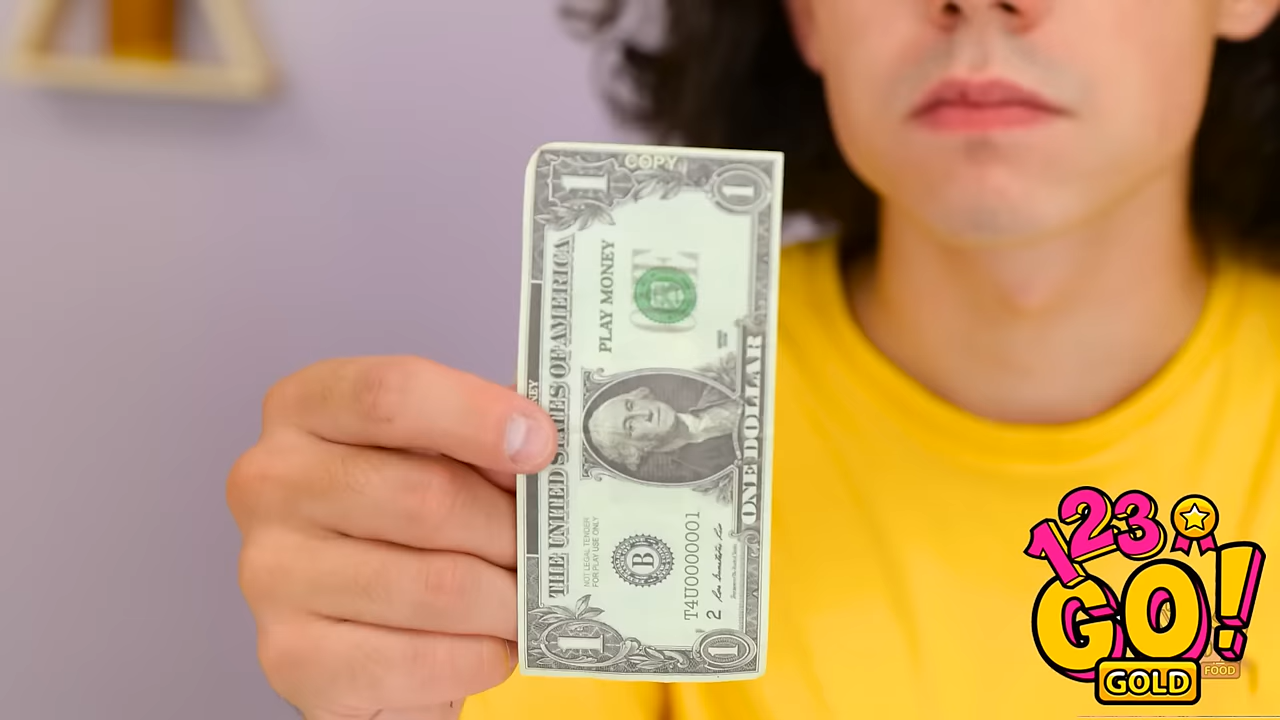 COPY
1
1
THE UNITED STATES OF AMERICA
PLAY MONEY
NOT LEGAL TENDER
FOR PLAY USE ONLY
B
T4U0000001
2
ONE DOLLAR
1
1
123
GO!
GOLD
FOOD